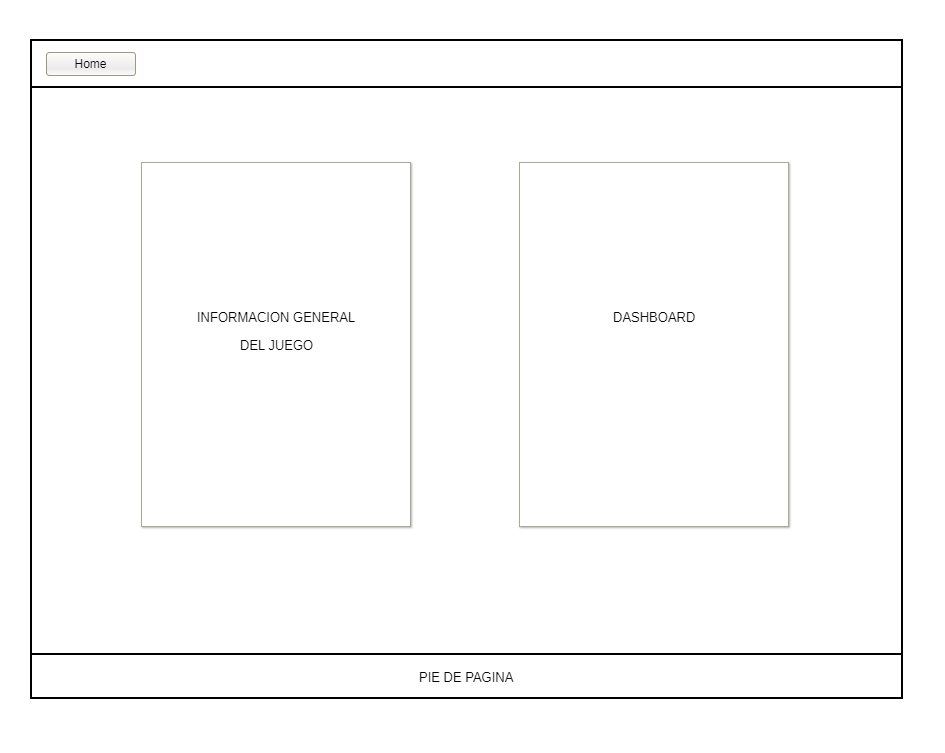 Home
INFORMACION GENERAL
DEL JUEGO
DASHBOARD
PIE DE PAGINA